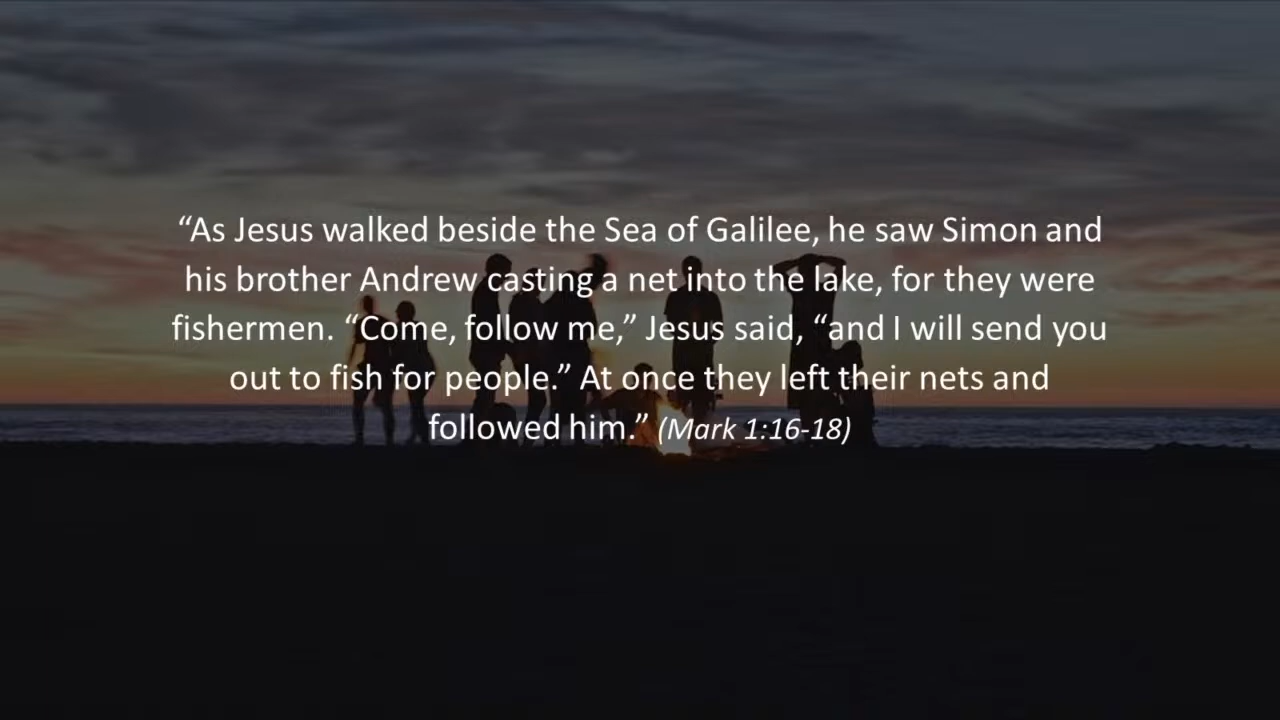 “As Jesus walked beside the Sea of Galilee, he saw Simon and
his brother Andrew casting a net into the lake, for they were
fishermen. “Come, follow me,” Jesus said, “and I will send you
out to fish for people.” At once they left their nets and
followed him.” (Mark 1:16-18)